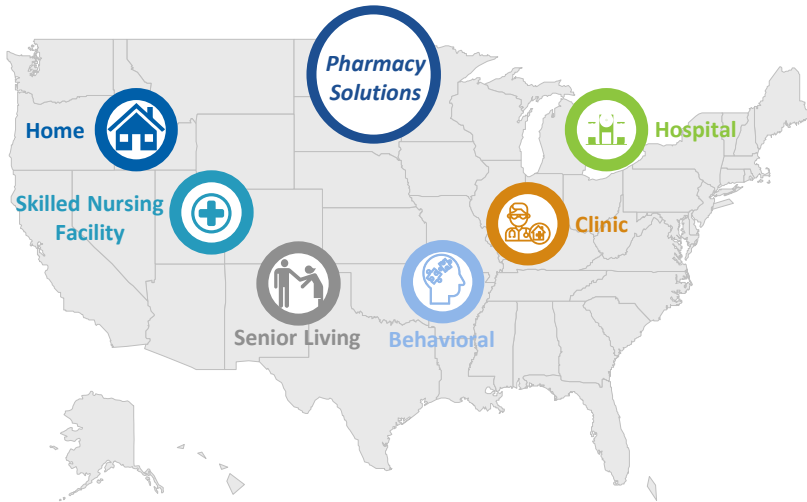 Pharmacy
Solutions
Home
Hospital
Skilled Nursing
Facility
Clinic
Senior Living
Behavioral